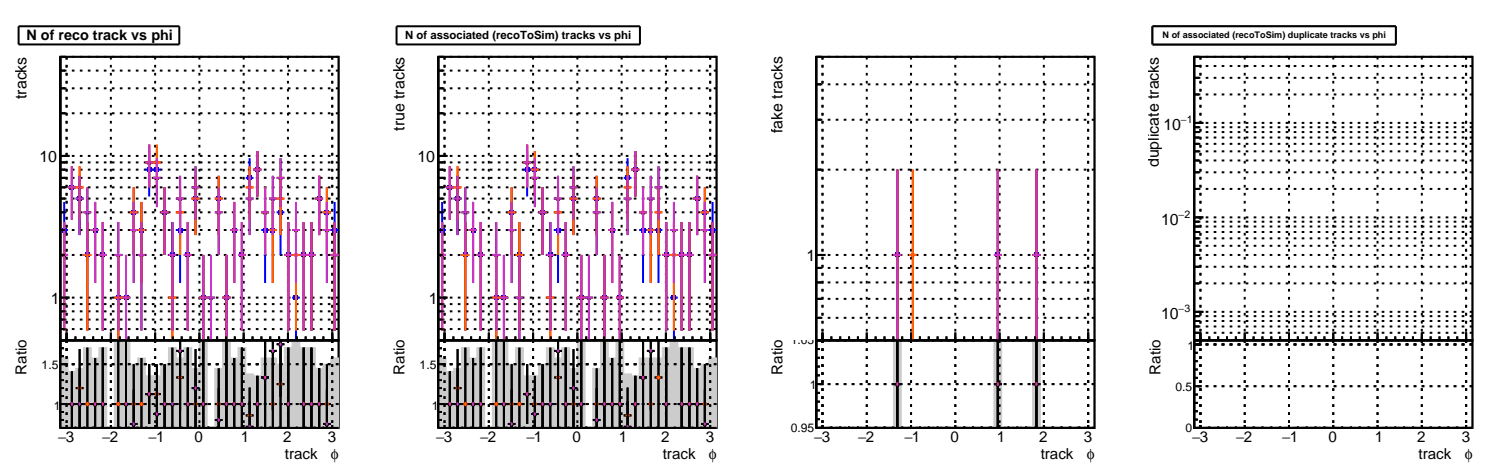 N of reco track vs phi
tracks
10
1
Ratio
1.5
1
−3 −2 −1 0 1 2 3
track ϕ
N of associated (recoToSim) tracks vs phi
true tracks
10
1
Ratio
1.5
1
−3 −2 −1 0 1 2 3
track ϕ
fake tracks
1
Ratio
1.05
1
0.95
−3 −2 −1 0 1 2 3
track ϕ
N of associated (recoToSim) duplicate tracks vs phi
duplicate tracks
10⁻¹
10⁻²
10⁻³
Ratio
1
0.5
0
−3 −2 −1 0 1 2 3
track ϕ